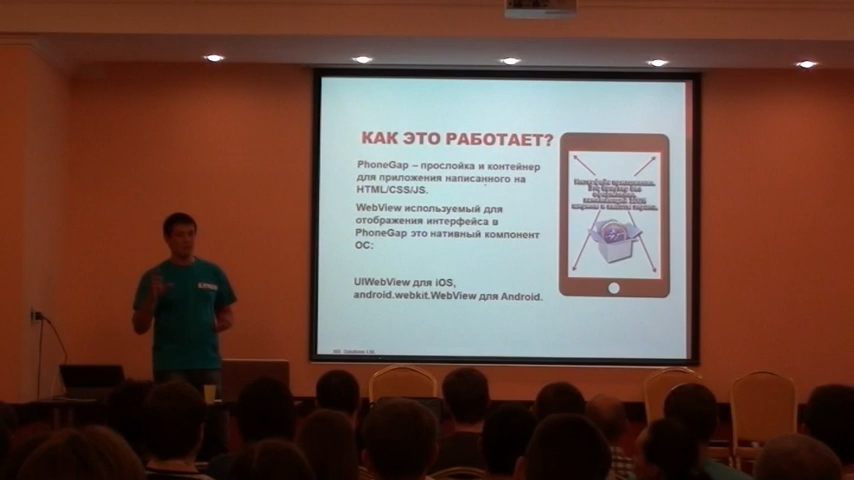 КАК ЭТО РАБОТАЕТ?
PhoneGap – прослойка и контейнер
для приложения написанного на
HTML/CSS/JS.
WebView используемый для
отображения интерфейса в
PhoneGap это нативный компонент
ОС:
UIWebView для iOS,
android.webkit.WebView для Android.